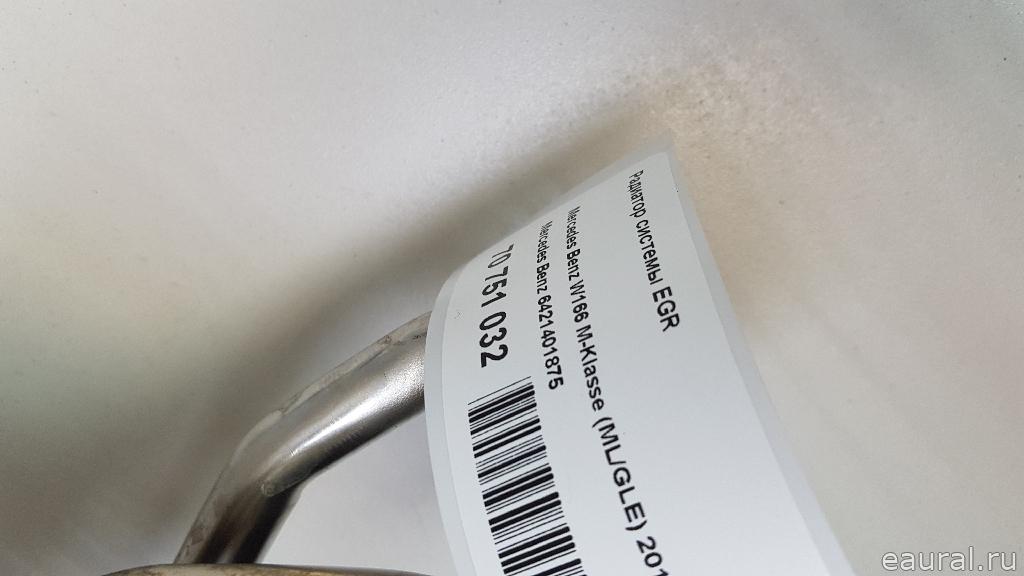 Радиатор системы EGR
Mercedes Benz W166 M-Klasse (ML/GLE) 201
Mercedes Benz 6421401875
70 751 032
eaural.ru